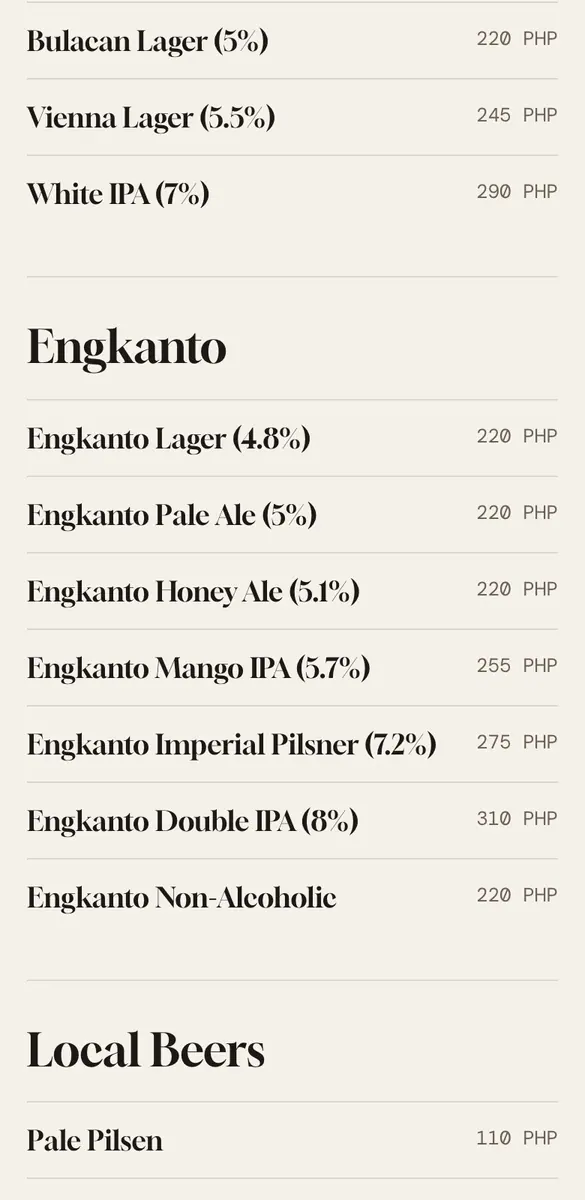 Bulacan Lager (5%) 220 PHP
Vienna Lager (5.5%) 245 PHP
White IPA (7%) 290 PHP
Engkanto
Engkanto Lager (4.8%) 220 PHP
Engkanto Pale Ale (5%) 220 PHP
Engkanto Honey Ale (5.1%) 220 PHP
Engkanto Mango IPA (5.7%) 255 PHP
Engkanto Imperial Pilsner (7.2%) 275 PHP
Engkanto Double IPA (8%) 310 PHP
Engkanto Non-Alcoholic 220 PHP
Local Beers
Pale Pilsen 110 PHP